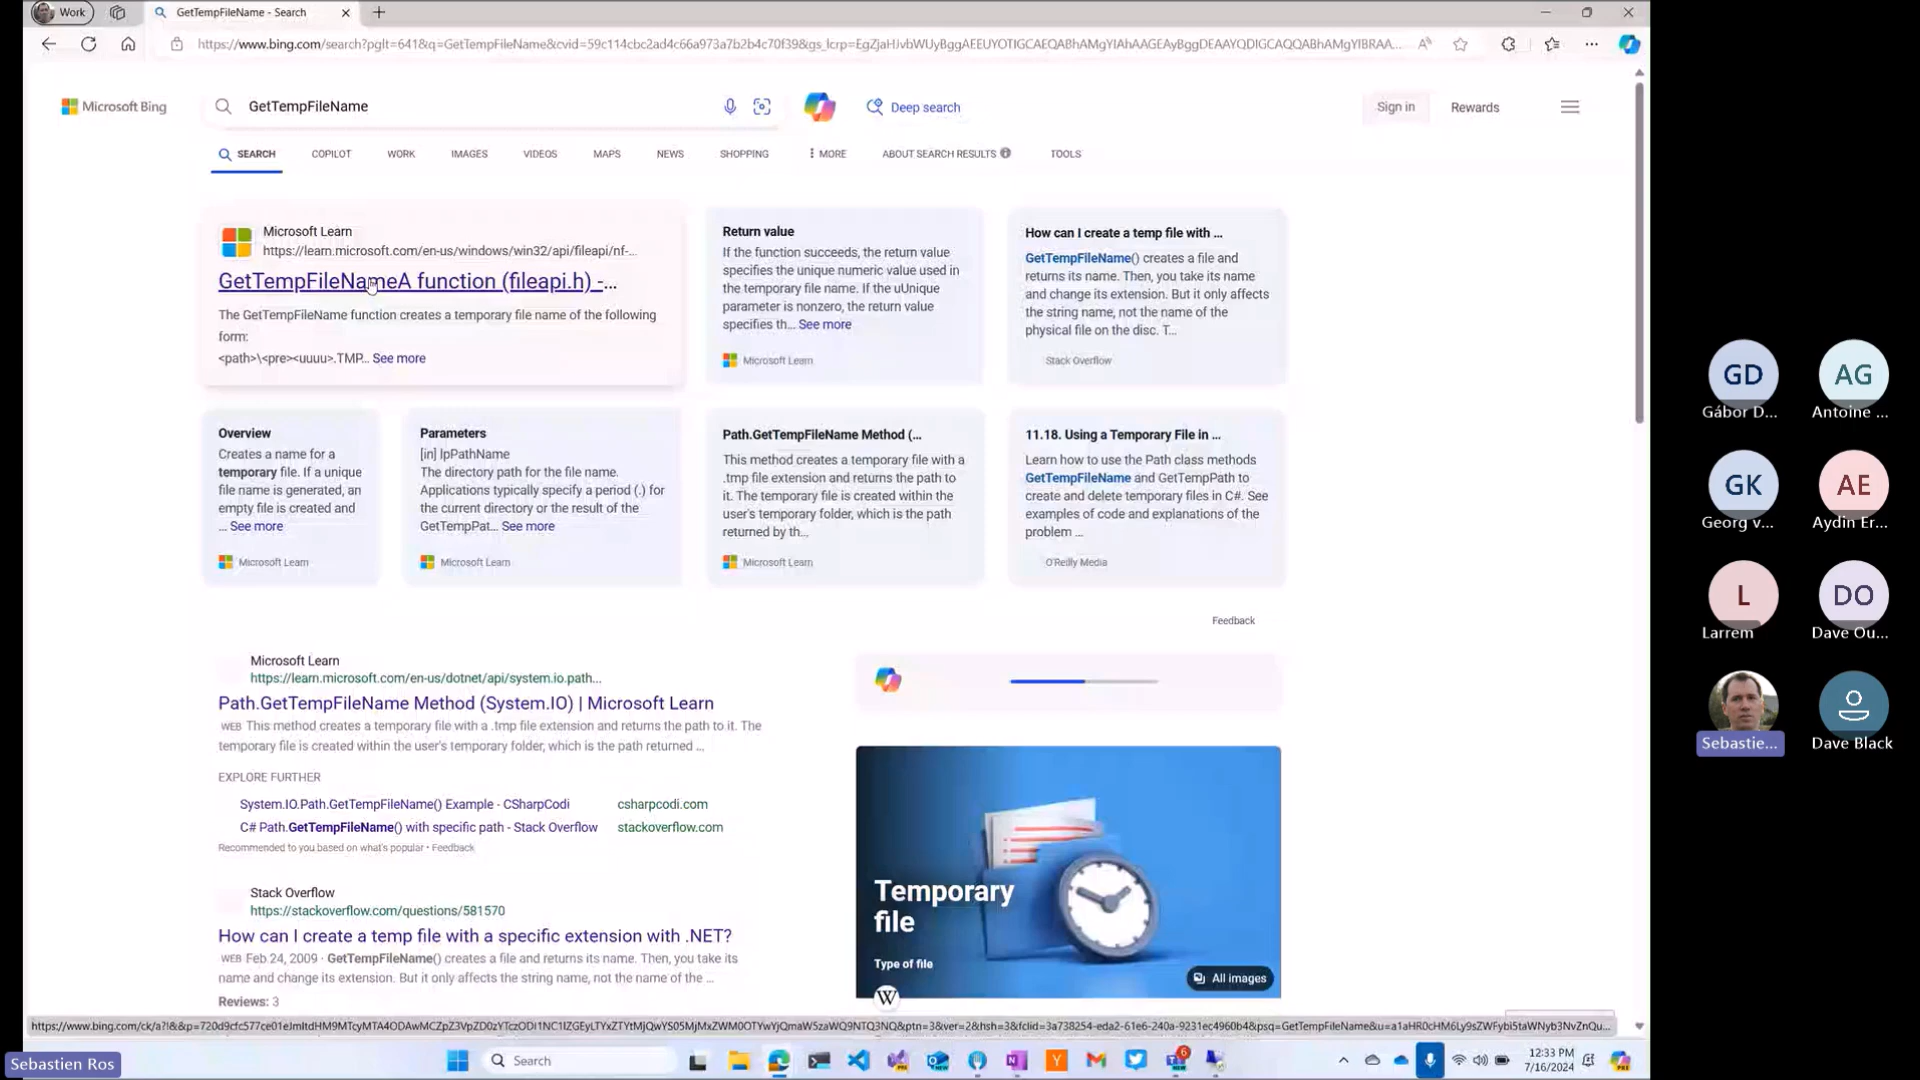 Work
GetTempFileName - Search
https://www.bing.com/search?pglt=641&q=GetTempFileName&cvid=59c114cbc2ad4c66a973a7b2b4c70f39&gs_lcrp=EgZjaHJvbWUyBggAEEUYOTIGCAEQABhAMgYIAhAAGEAyBggDEAAYQDIGCAQQABhAMgYIBRAA...
Microsoft Bing
GetTempFileName
Deep search
Sign in
Rewards
SEARCH
COPILOT
WORK
IMAGES
VIDEOS
MAPS
NEWS
SHOPPING
MORE
ABOUT SEARCH RESULTS
TOOLS
Microsoft Learn
https://learn.microsoft.com/en-us/windows/win32/api/fileapi/nf-...
GetTempFileNameA function (fileapi.h) -...
The GetTempFileName function creates a temporary file name of the following
form:
<path>\<pre><uuuu>.TMP... See more
Return value
If the function succeeds, the return value
specifies the unique numeric value used in
the temporary file name. If the uUnique
parameter is nonzero, the return value
specifies th... See more
Microsoft Learn
How can I create a temp file with ...
GetTempFileName() creates a file and
returns its name. Then, you take its name
and change its extension. But it only affects
the string name, not the name of the
physical file on the disc. T...
Stack Overflow
Overview
Creates a name for a
temporary file. If a unique
file name is generated, an
empty file is created and
... See more
Microsoft Learn
Parameters
[in] lpPathName
The directory path for the file name.
Applications typically specify a period (.) for
the current directory or the result of the
GetTempPat... See more
Microsoft Learn
Path.GetTempFileName Method (...
This method creates a temporary file with a
.tmp file extension and returns the path to
it. The temporary file is created within the
user's temporary folder, which is the path
returned by th...
Microsoft Learn
11.18. Using a Temporary File in ...
Learn how to use the Path class methods
GetTempFileName and GetTempPath to
create and delete temporary files in C#. See
examples of code and explanations of the
problem ...
O'Reilly Media
Feedback
Microsoft Learn
https://learn.microsoft.com/en-us/dotnet/api/system.io.path...
Path.GetTempFileName Method (System.IO) | Microsoft Learn
WEB This method creates a temporary file with a .tmp file extension and returns the path to it. The
temporary file is created within the user's temporary folder, which is the path returned ...
EXPLORE FURTHER
System.IO.Path.GetTempFileName() Example - CSharpCodi
csharpcodi.com
C# Path.GetTempFileName() with specific path - Stack Overflow
stackoverflow.com
Recommended to you based on what's popular • Feedback
Stack Overflow
https://stackoverflow.com/questions/581570
How can I create a temp file with a specific extension with .NET?
WEB Feb 24, 2009 · GetTempFileName() creates a file and returns its name. Then, you take its
name and change its extension. But it only affects the string name, not the name of the ...
Reviews: 3
Temporary
file
Type of file
All images
W
GD
Gábor D...
AG
Antoine ...
GK
Georg v...
AE
Aydin Er...
L
Larrem
DO
Dave Ou...
Sebastie...
Dave Black
Sebastien Ros
Search
6
12:33 PM
7/16/2024